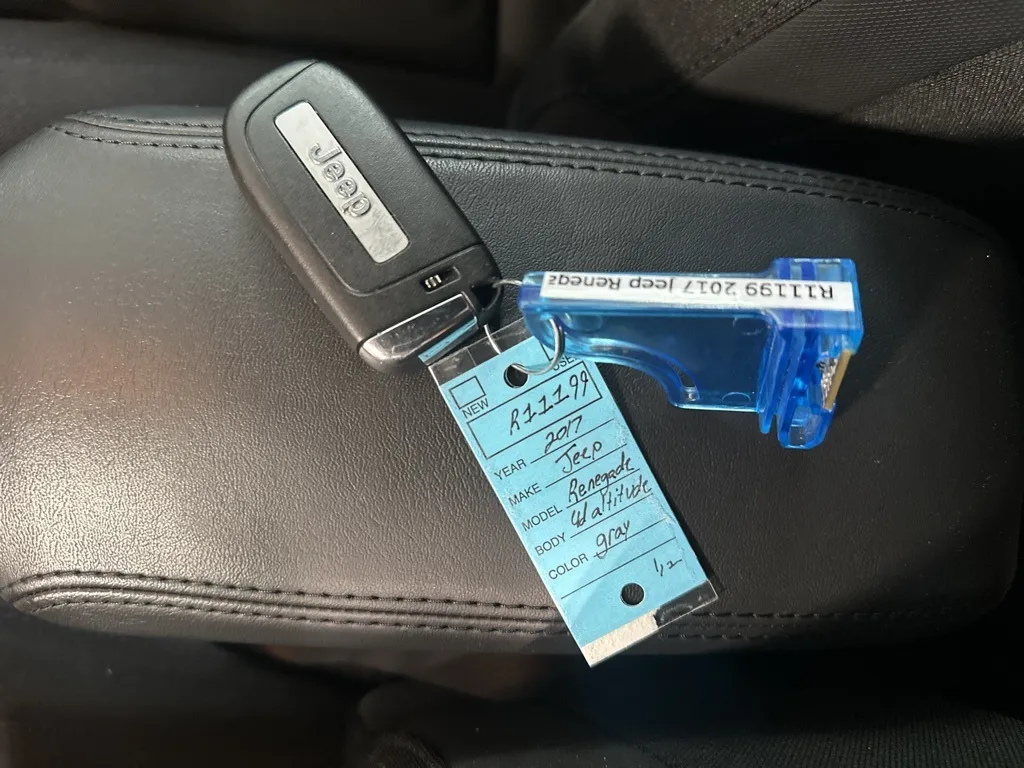 Jeep
R11199 2017 Jeep Renega
NEW
USE
R11199
YEAR 2017
MAKE Jeep
MODEL Renegade
BODY 4d altitude
COLOR gray
1/2